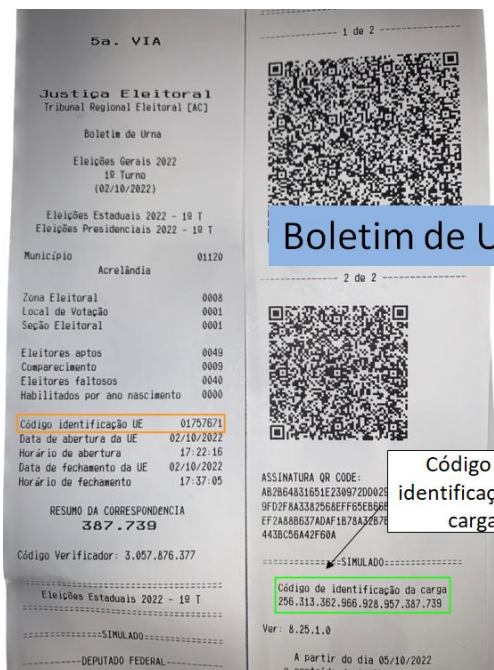 5a. VIA
Justiça Eleitoral
Tribunal Regional Eleitoral [AC]
Boletim de Urna
Eleições Gerais 2022
1º Turno
(02/10/2022)
Eleições Estaduais 2022 - 1º T
Eleições Presidenciais 2022 - 1º T
Município 01120
Acrelândia
Zona Eleitoral 0008
Local de Votação 0001
Seção Eleitoral 0001
Eleitores aptos 0049
Comparecimento 0009
Eleitores faltosos 0040
Habilitados por ano nascimento 0000
Código identificação UE 01757671
Data de abertura da UE 02/10/2022
Horário de abertura 17:22:16
Data de fechamento da UE 02/10/2022
Horário de fechamento 17:37:05
RESUMO DA CORRESPONDENCIA
387.739
Código Verificador: 3.057.876.377
Eleições Estaduais 2022 - 1º T
SIMULADO
DEPUTADO FEDERAL
1 de 2
Boletim de U
2 de 2
ASSINATURA QR CODE:
AB2B64831651E230972DD029
9FD2F8A3382568EFF65EB66B
EF2A88B637ADAF1B78A32B76
443BC56A42F60A
Código
identificaç
carga
SIMULADO
Código de identificação da carga
256.313.362.966.928.957.387.739
Ver: 8.25.1.0
A partir do dia 05/10/2022